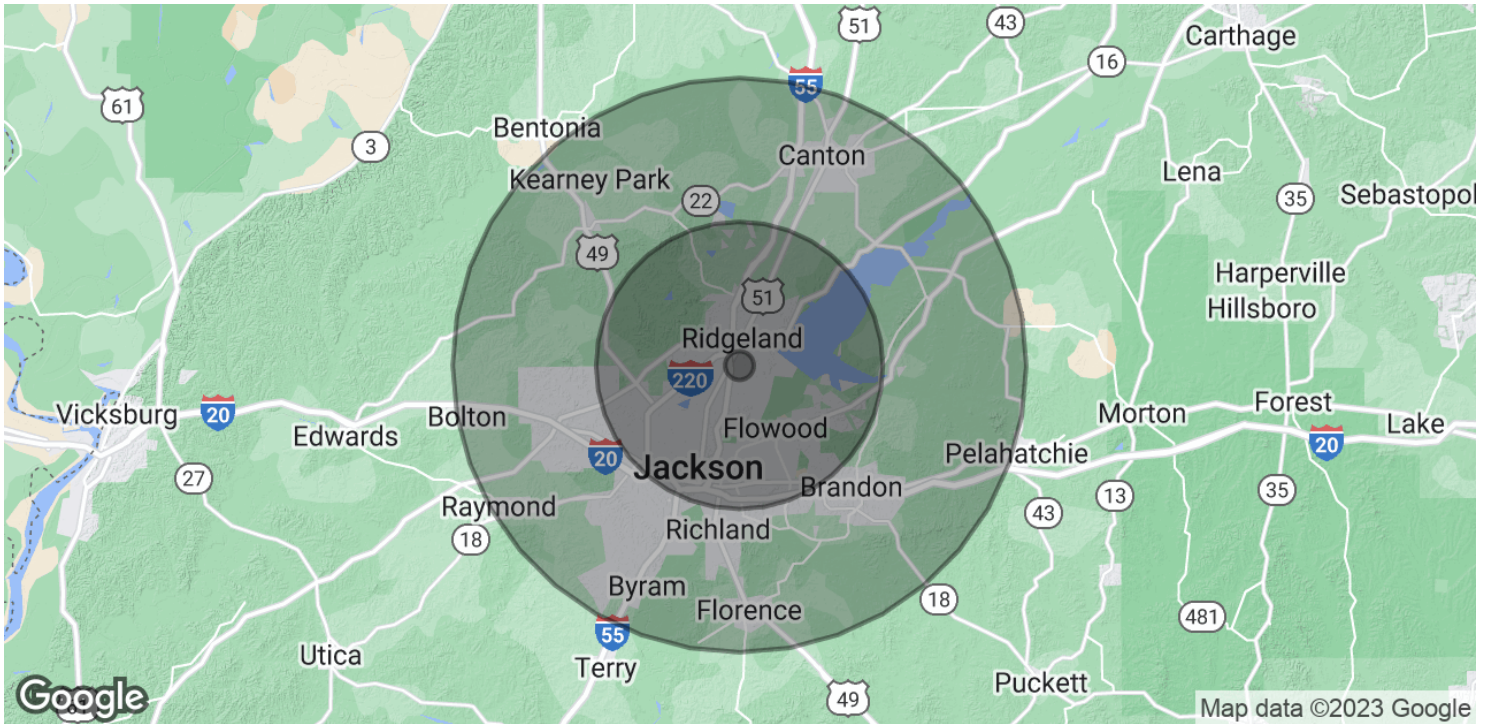 51
43
Carthage
16
55
61
Bentonia
3
Canton
Lena
Kearney Park
22
35
Sebastopol
49
Harperville
51
Hillsboro
Ridgeland
220
Vicksburg
20
Bolton
Morton
Forest
Lake
Edwards
Flowood
20
20
Pelahatchie
Jackson
27
Brandon
35
13
Raymond
43
18
Richland
Byram
18
Florence
481
55
Utica
Terry
Puckett
Google
49
Map data ©2023 Google